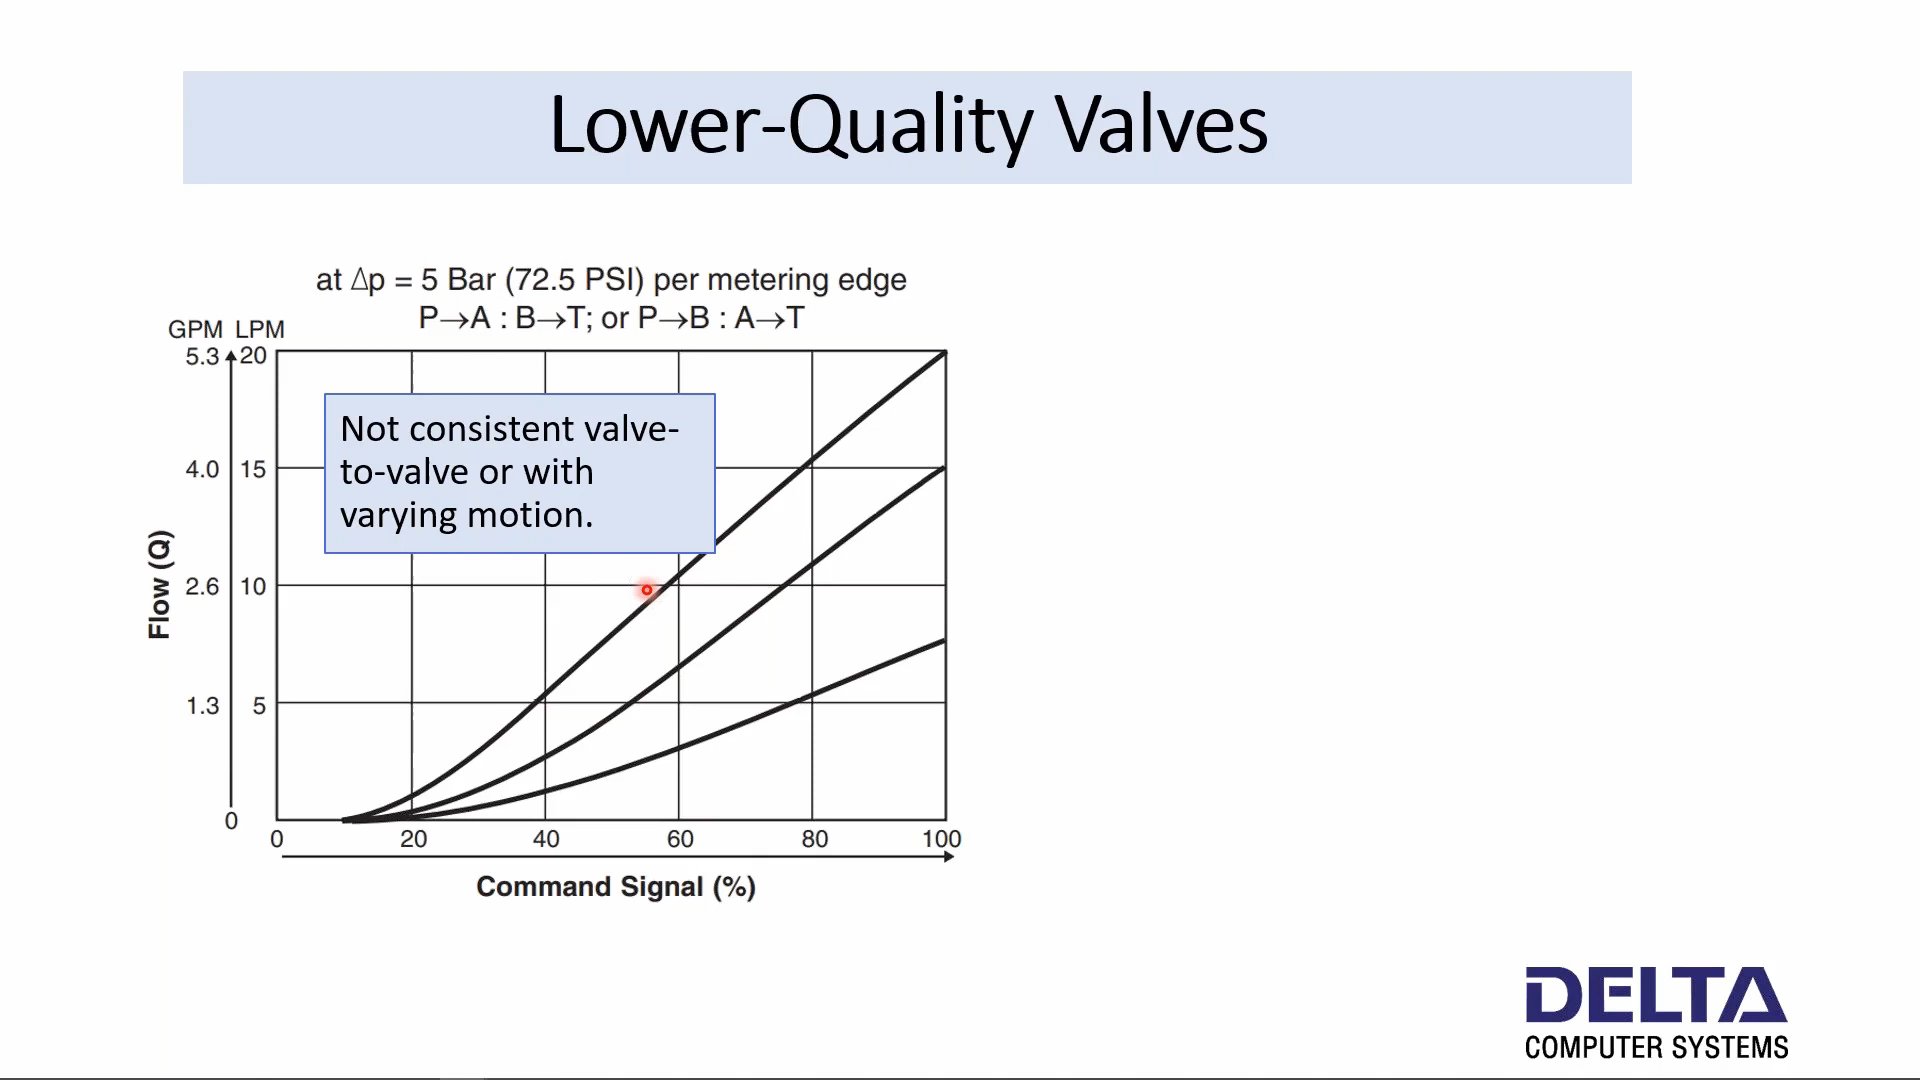 Lower-Quality Valves
at Δp = 5 Bar (72.5 PSI) per metering edge
P→A : B→T; or P→B : A→T
GPM LPM
5.3 20
Not consistent valve-
to-valve or with
varying motion.
4.0 15
Flow (Q)
2.6 10
1.3 5
0
0 20 40 60 80 100
Command Signal (%)
DELTA
COMPUTER SYSTEMS